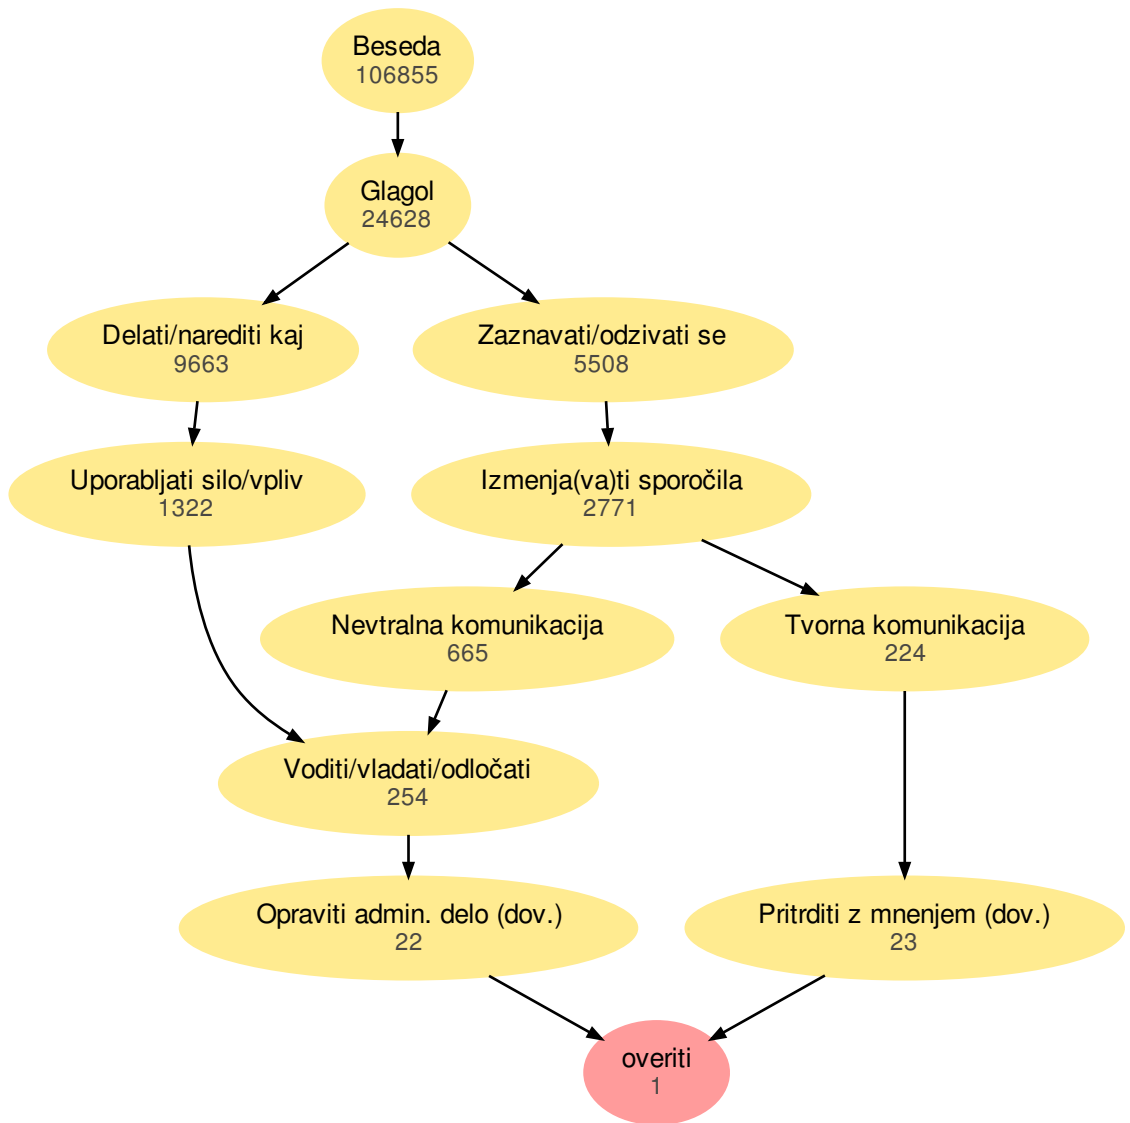 Beseda
106855
Glagol
24628
Delati/narediti kaj
9663
Zaznavati/odzivati se
5508
Uporabljati silo/vpliv
1322
Izmenja(va)ti sporočila
2771
Nevtralna komunikacija
665
Tvorna komunikacija
224
Voditi/vladati/odločati
254
Opraviti admin. delo (dov.)
22
Pritrditi z mnenjem (dov.)
23
overiti
1